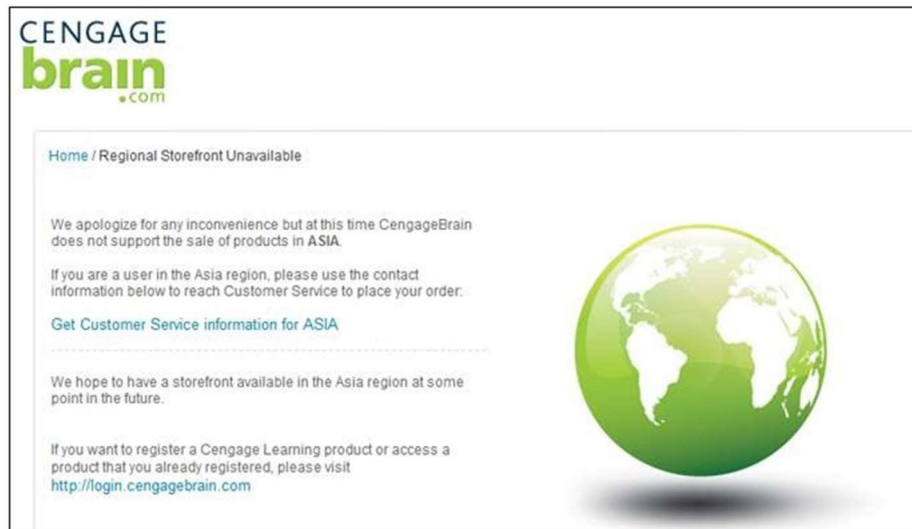 CENGAGE
brain
.com
Home / Regional Storefront Unavailable
We apologize for any inconvenience but at this time CengageBrain
does not support the sale of products in ASIA.
If you are a user in the Asia region, please use the contact
information below to reach Customer Service to place your order:
Get Customer Service information for ASIA
We hope to have a storefront available in the Asia region at some
point in the future.
If you want to register a Cengage Learning product or access a
product that you already registered, please visit
http://login.cengagebrain.com